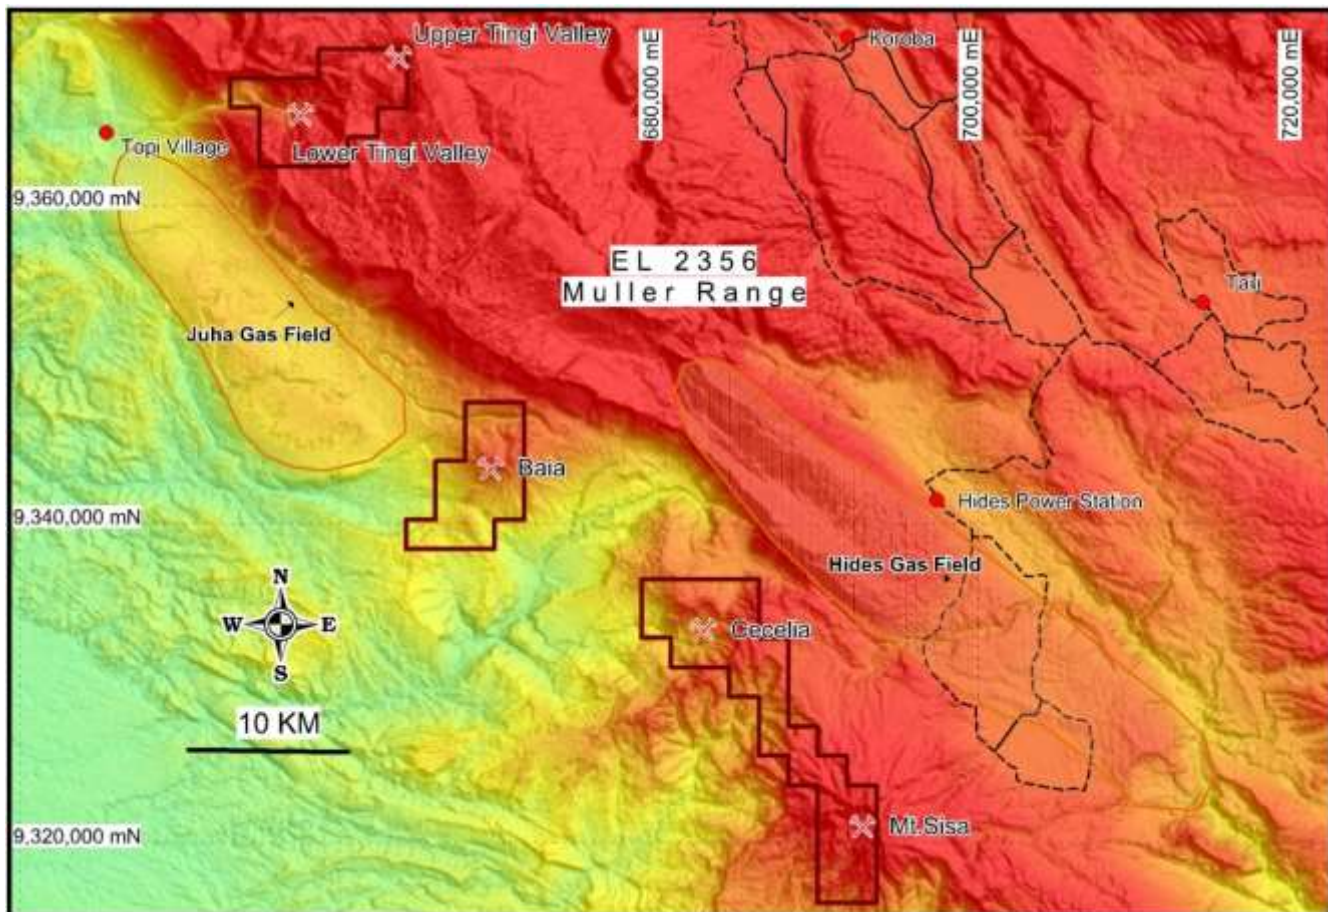 Upper Tingi Valley
Koroba
680,000 mE
700,000 mE
720,000 mE
Topi Village
Lower Tingi Valley
9,360,000 mN
EL 2356
Muller Range
Tari
Juha Gas Field
Baia
Hides Power Station
9,340,000 mN
Hides Gas Field
N
W
E
S
Cecelia
10 KM
Mt.Sisa
9,320,000 mN